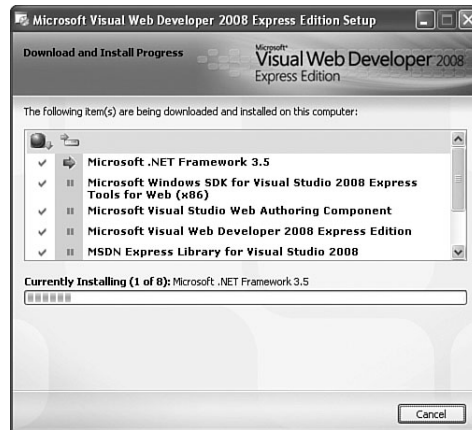 Microsoft Visual Web Developer 2008 Express Edition Setup
Download and Install Progress
Microsoft®
Visual Web Developer 2008
Express Edition
The following item(s) are being downloaded and installed on this computer:
Microsoft .NET Framework 3.5
Microsoft Windows SDK for Visual Studio 2008 Express
Tools for Web (x86)
Microsoft Visual Studio Web Authoring Component
Microsoft Visual Web Developer 2008 Express Edition
MSDN Express Library for Visual Studio 2008
Currently Installing (1 of 8): Microsoft .NET Framework 3.5
Cancel